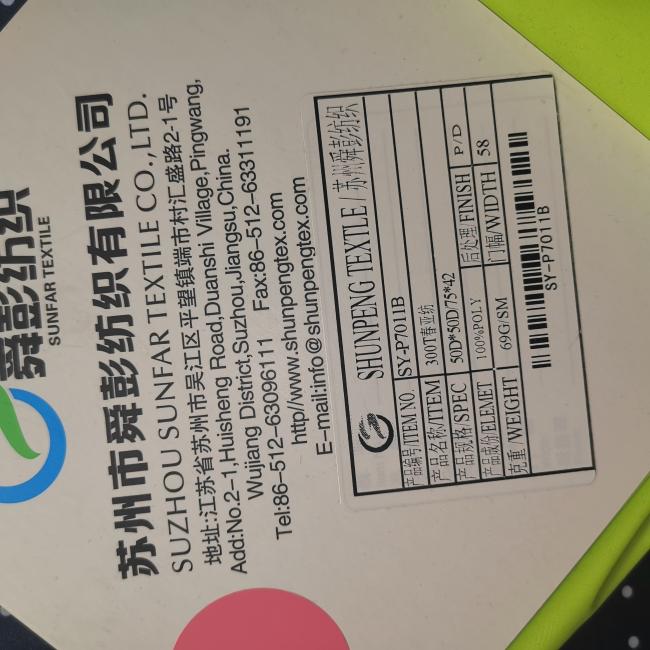 舜彭纺织
SUNFAR TEXTILE
苏州市舜彭纺织有限公司
SUZHOU SUNFAR TEXTILE CO.,LTD.
地址:江苏省苏州市吴江区平望镇端市村汇盛路2-1号
Add:No.2-1,Huisheng Road,Duanshi Village,Pingwang,
Wujiang District,Suzhou,Jiangsu,China.
Tel:86-512-63096111 Fax:86-512-63311191
http//www.shunpengtex.com
E-mail:info@shunpengtex.com
SHUNPENG TEXTILE / 苏州舜彭纺织
产品编号/ITEM NO. SY-P7011B
产品名称/ITEM 300T春亚纺
产品规格/SPEC 50D*50D75*42
产品成份/ELEMET 100%POLY 后处理/FINISH P/D
克重/WEIGHT 69G/SM 门幅/WIDTH 58
SY-P7011B